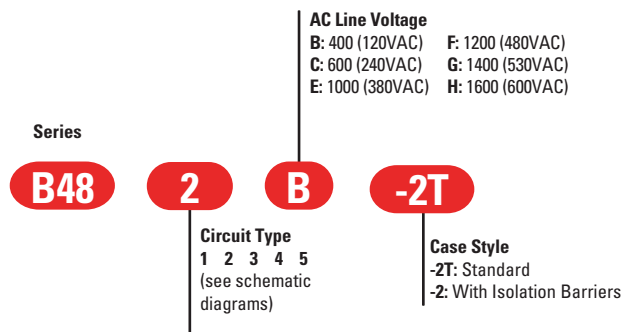 AC Line Voltage
B: 400 (120VAC) F: 1200 (480VAC)
C: 600 (240VAC) G: 1400 (530VAC)
E: 1000 (380VAC) H: 1600 (600VAC)
Series
B48 2 B -2T
Circuit Type
1 2 3 4 5
(see schematic
diagrams)
Case Style
-2T: Standard
-2: With Isolation Barriers